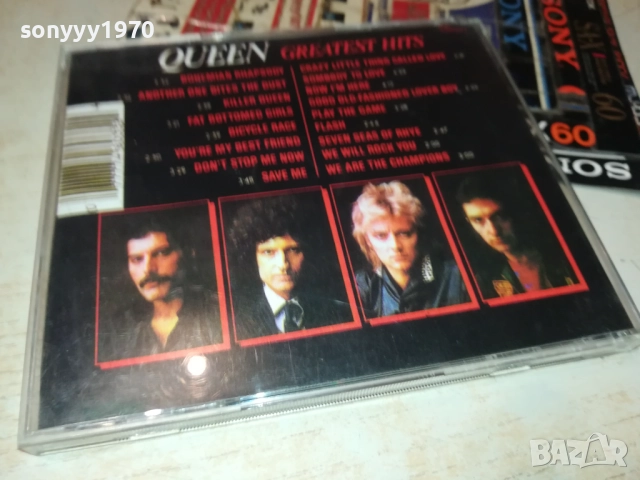 sonyyy1970
QUEEN GREATEST HITS
BOHEMIAN RHAPSODY
ANOTHER ONE BITES THE DUST
KILLER QUEEN
FAT BOTTOMED GIRLS
BICYCLE RACE
YOU'RE MY BEST FRIEND
DON'T STOP ME NOW
SAVE ME
CRAZY LITTLE THING CALLED LOVE
SOMEBODY TO LOVE
NOW I'M HERE
GOOD OLD-FASHIONED LOVER BOY
PLAY THE GAME
FLASH
SEVEN SEAS OF RHYE
WE WILL ROCK YOU
WE ARE THE CHAMPIONS
SONY
SONY
60
60
BAZAR